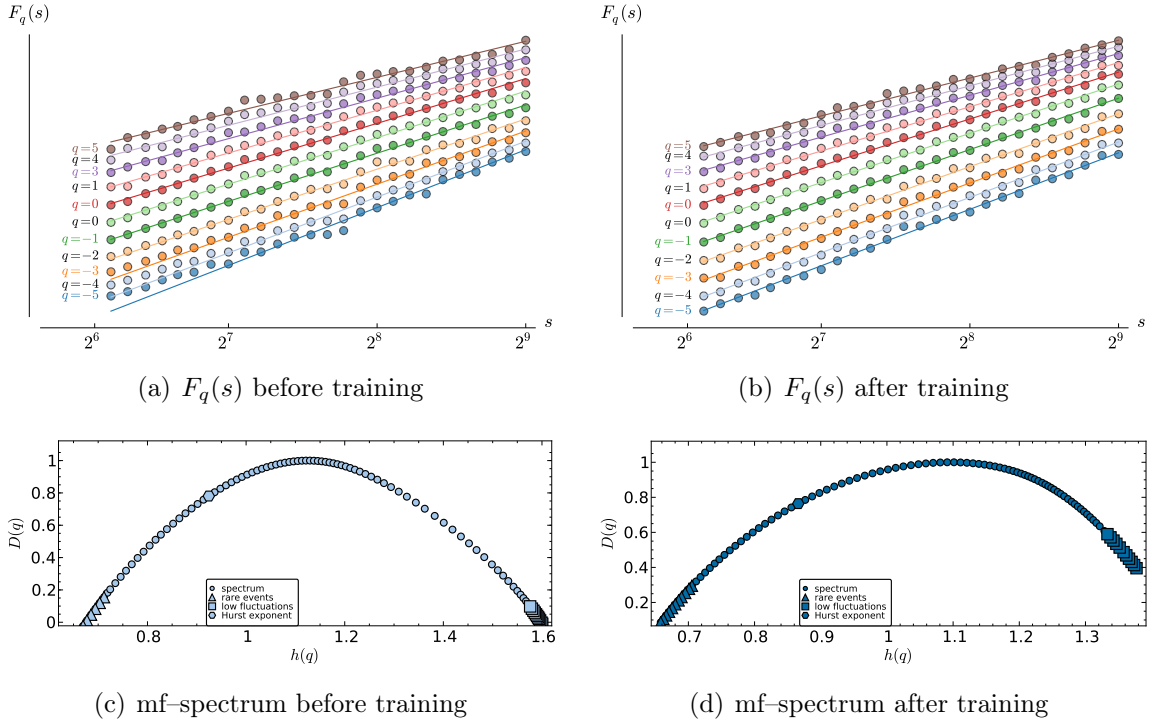 F_q(s)
q=5
q=4
q=3
q=1
q=0
q=0
q=−1
q=−2
q=−3
q=−4
q=−5
2^6
2^7
2^8
2^9
s
(a) F_q(s) before training
F_q(s)
q=5
q=4
q=3
q=1
q=0
q=0
q=−1
q=−2
q=−3
q=−4
q=−5
2^6
2^7
2^8
2^9
s
(b) F_q(s) after training
D(q)
1
0.8
0.6
0.4
0.2
0
spectrum
rare events
low fluctuations
Hurst exponent
0.8
1
1.2
1.4
1.6
h(q)
(c) mf–spectrum before training
D(q)
1
0.8
0.6
0.4
0.2
spectrum
rare events
low fluctuations
Hurst exponent
0.7
0.8
0.9
1
1.1
1.2
1.3
h(q)
(d) mf–spectrum after training